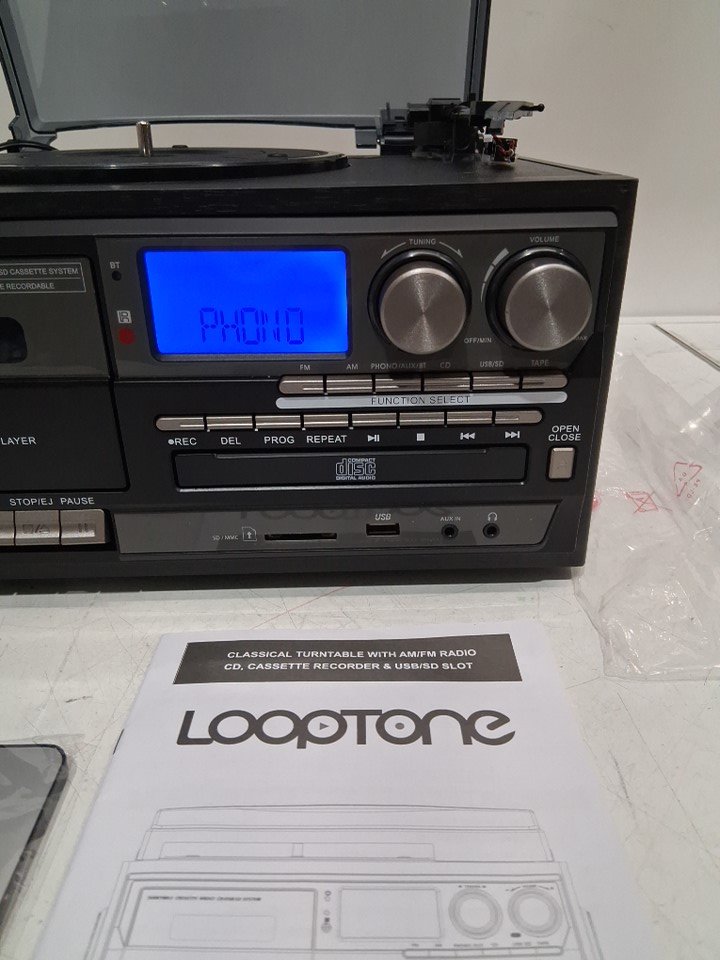 TUNING
VOLUME
BT
SD CASSETTE SYSTEM
E RECORDABLE
R
PHONO
OFF/MIN
MAX
FM AM PHONO/AUX/BT CD USB/SD TAPE
FUNCTION SELECT
●REC DEL PROG REPEAT
OPEN
CLOSE
LAYER
COMPACT
disc
DIGITAL AUDIO
STOP/EJ PAUSE
SD/MMC
USB
AUX IN
CLASSICAL TURNTABLE WITH AM/FM RADIO
CD, CASSETTE RECORDER & USB/SD SLOT
LOOPTONE